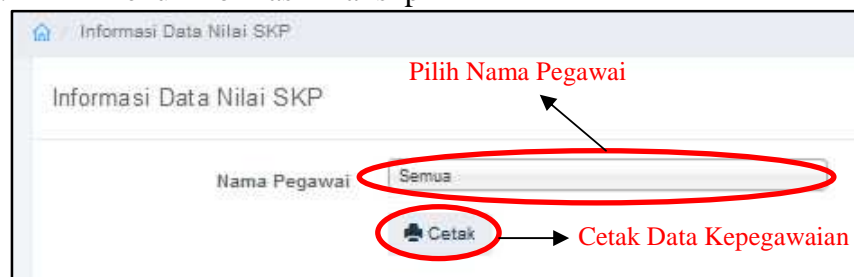 Informasi Data Nilai SKP
Pilih Nama Pegawai
Informasi Data Nilai SKP
Nama Pegawai
Semua
Cetak
Cetak Data Kepegawaian